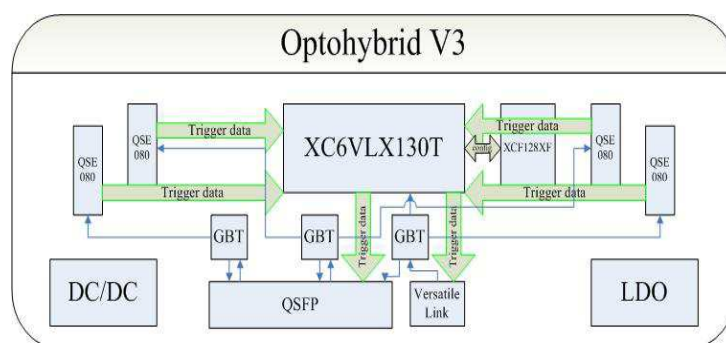 Optohybrid V3
QSE
080
QSE
080
Trigger data
Trigger data
XC6VLX130T
config
XCF128XF
Trigger data
Trigger data
QSE
080
QSE
080
GBT
GBT
GBT
Trigger data
Trigger data
DC/DC
QSFP
Versatile
Link
LDO